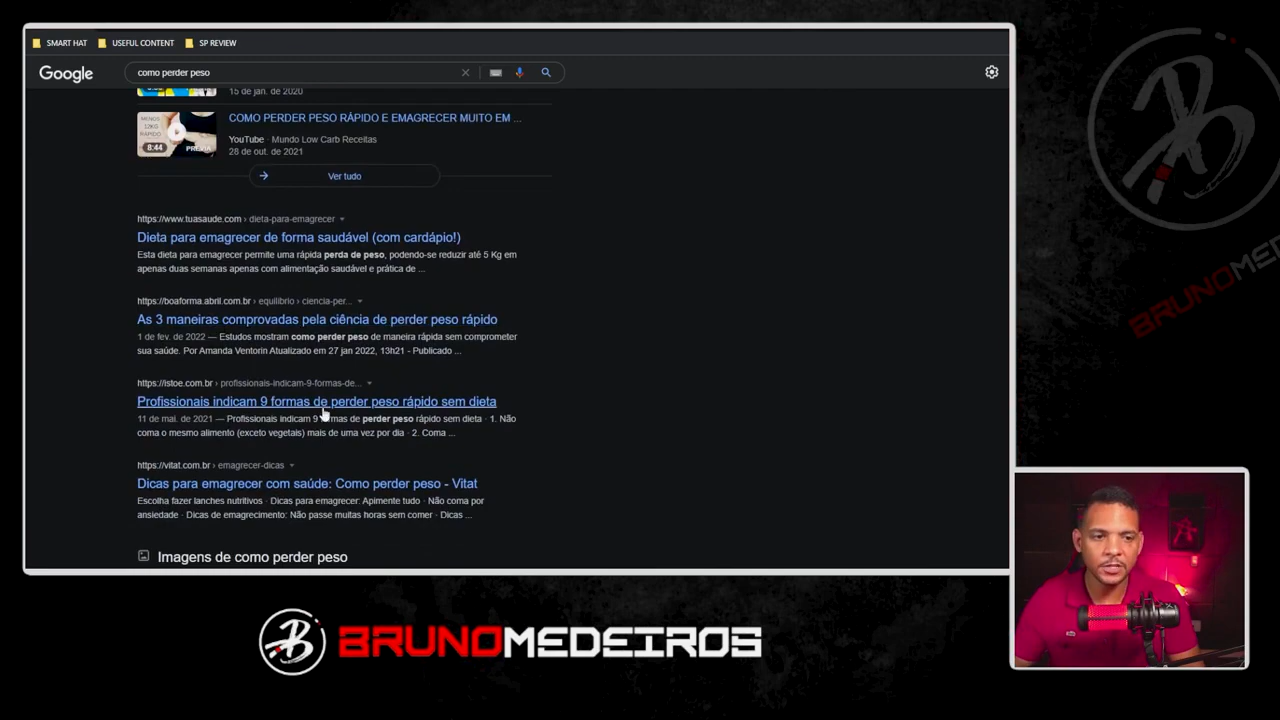 SMART HAT USEFUL CONTENT SP REVIEW
Google como perder peso
15 de jan. de 2020
COMO PERDER PESO RÁPIDO E EMAGRECER MUITO EM ...
MENOS
12KG
RÁPIDO
YouTube · Mundo Low Carb Receitas
8:44
28 de out. de 2021
Ver tudo
https://www.tuasaude.com › dieta-para-emagrecer
Dieta para emagrecer de forma saudável (com cardápio!)
Esta dieta para emagrecer permite uma rápida perda de peso, podendo-se reduzir até 5 Kg em
apenas duas semanas apenas com alimentação saudável e prática de ...
https://boaforma.abril.com.br › equilibrio › ciencia-per...
As 3 maneiras comprovadas pela ciência de perder peso rápido
1 de fev. de 2022 — Estudos mostram como perder peso de maneira rápida sem comprometer
sua saúde. Por Amanda Ventorin Atualizado em 27 jan 2022, 13h21 - Publicado ...
https://istoe.com.br › profissionais-indicam-9-formas-de...
Profissionais indicam 9 formas de perder peso rápido sem dieta
11 de mai. de 2021 — Profissionais indicam 9 formas de perder peso rápido sem dieta · 1. Não
coma o mesmo alimento (exceto vegetais) mais de uma vez por dia · 2. Coma ...
https://vitat.com.br › emagrecer-dicas
Dicas para emagrecer com saúde: Como perder peso - Vitat
Escolha fazer lanches nutritivos · Dicas para emagrecer: Apimente tudo · Não coma por
ansiedade · Dicas de emagrecimento: Não passe muitas horas sem comer · Dicas ...
Imagens de como perder peso
BRUNOMEDEIROS
BRUNOMEDE